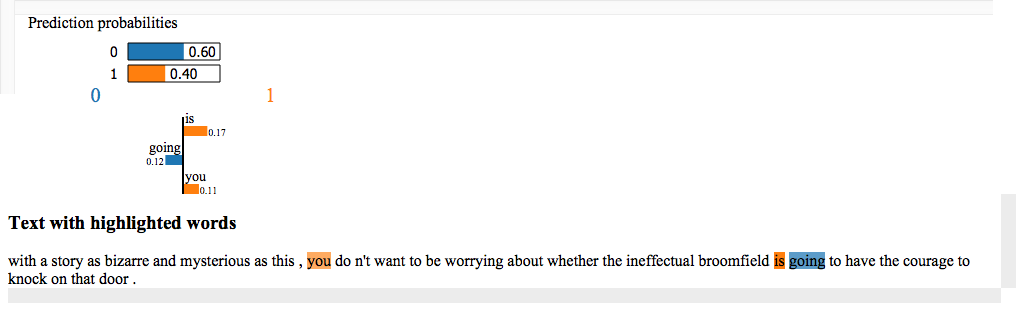 Prediction probabilities
0 0.60
1 0.40
0 1
is
0.17
going
0.12
you
0.11
Text with highlighted words
with a story as bizarre and mysterious as this , you do n't want to be worrying about whether the ineffectual broomfield is going to have the courage to
knock on that door .